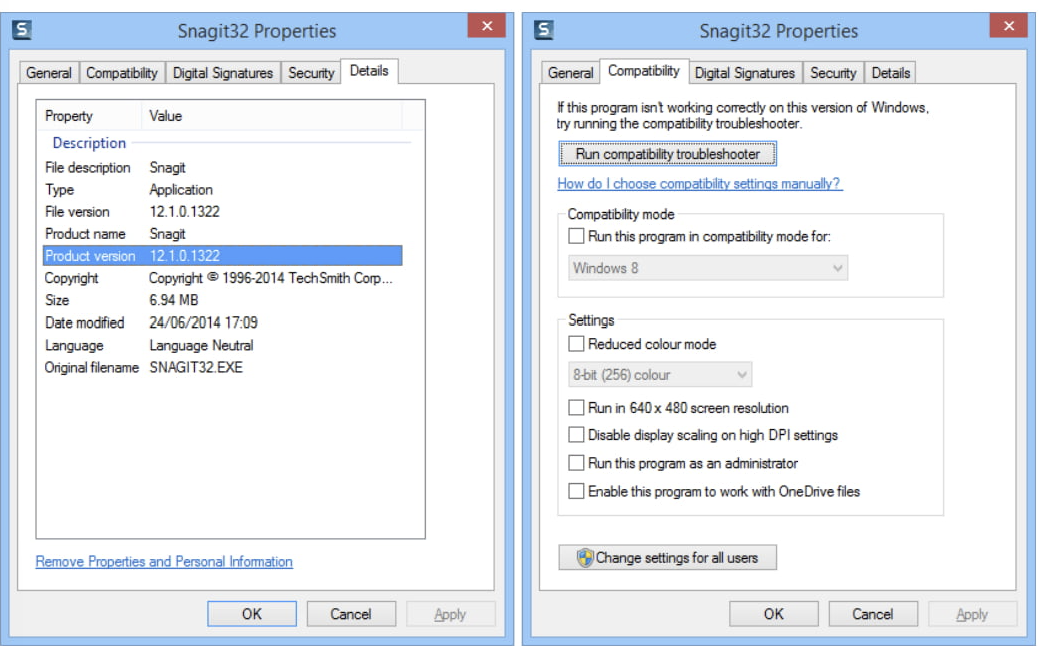 Snagit32 Properties
General Compatibility Digital Signatures Security Details
Property Value
Description
File description Snagit
Type Application
File version 12.1.0.1322
Product name Snagit
Product version 12.1.0.1322
Copyright Copyright © 1996-2014 TechSmith Corp...
Size 6.94 MB
Date modified 24/06/2014 17:09
Language Language Neutral
Original filename SNAGIT32.EXE
Remove Properties and Personal Information
OK Cancel Apply
Snagit32 Properties
General Compatibility Digital Signatures Security Details
If this program isn't working correctly on this version of Windows,
try running the compatibility troubleshooter.
Run compatibility troubleshooter
How do I choose compatibility settings manually?
Compatibility mode
Run this program in compatibility mode for:
Windows 8
Settings
Reduced colour mode
8-bit (256) colour
Run in 640 x 480 screen resolution
Disable display scaling on high DPI settings
Run this program as an administrator
Enable this program to work with OneDrive files
Change settings for all users
OK Cancel Apply